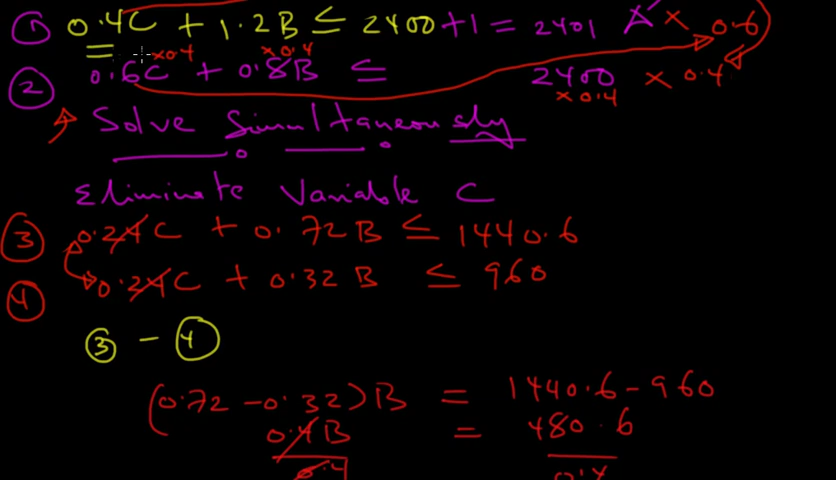 ① 0.4C + 1.2B ≤ 2400 +1 = 2401 A × 0.6
×0.4 ×0.4
② 0.6C + 0.8B ≤ 2400 × 0.4
×0.4
Solve Simultaneously
Eliminate Variable C
③ 0.24C + 0.72B ≤ 1440.6
④ 0.24C + 0.32B ≤ 960
③ - ④
(0.72 - 0.32)B = 1440.6 - 960
0.4B = 480.6
0.4 0.4